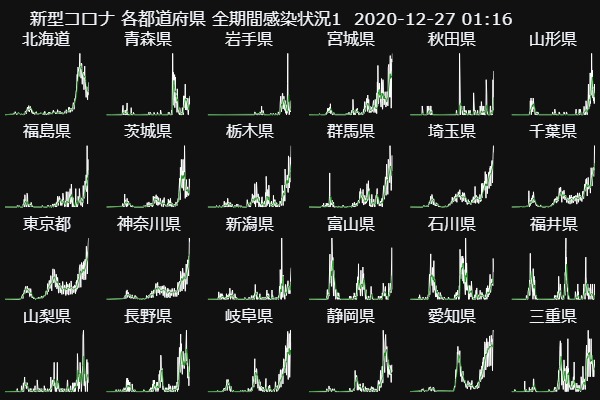 新型コロナ 各都道府県 全期間感染状況1 2020-12-27 01:16
北海道 青森県 岩手県 宮城県 秋田県 山形県
福島県 茨城県 栃木県 群馬県 埼玉県 千葉県
東京都 神奈川県 新潟県 富山県 石川県 福井県
山梨県 長野県 岐阜県 静岡県 愛知県 三重県